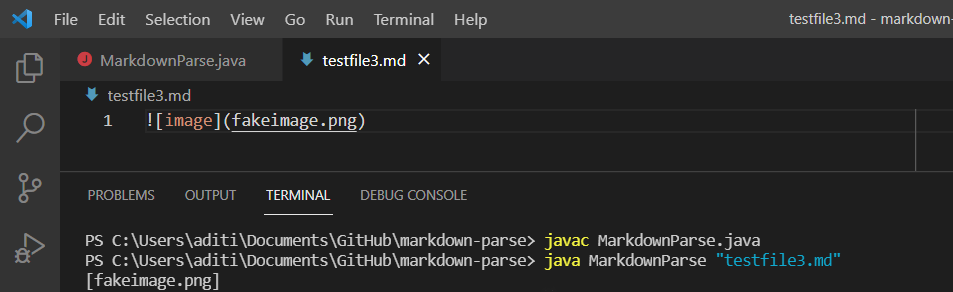 File Edit Selection View Go Run Terminal Help testfile3.md - markdown-
J MarkdownParse.java testfile3.md ×
testfile3.md
1 ![image](fakeimage.png)
PROBLEMS OUTPUT TERMINAL DEBUG CONSOLE
PS C:\Users\aditi\Documents\GitHub\markdown-parse> javac MarkdownParse.java
PS C:\Users\aditi\Documents\GitHub\markdown-parse> java MarkdownParse "testfile3.md"
[fakeimage.png]